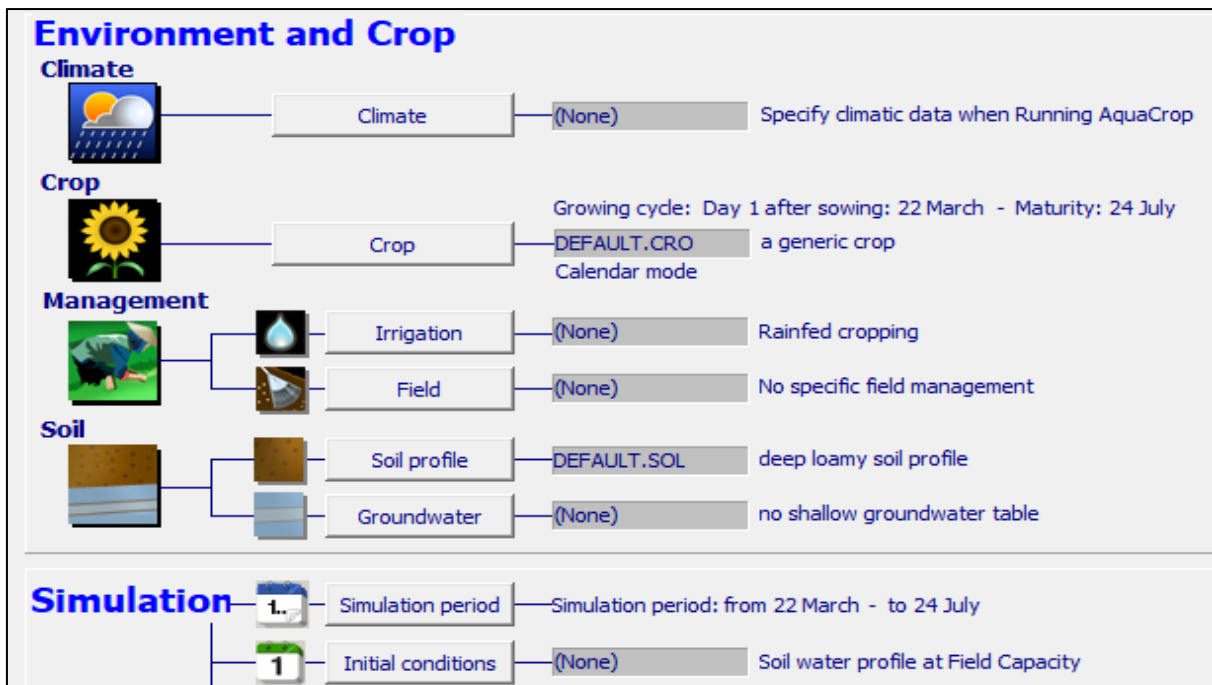 Environment and Crop
Climate
Climate (None) Specify climatic data when Running AquaCrop
Crop
Growing cycle: Day 1 after sowing: 22 March - Maturity: 24 July
Crop DEFAULT.CRO a generic crop
Calendar mode
Management
Irrigation (None) Rainfed cropping
Field (None) No specific field management
Soil
Soil profile DEFAULT.SOL deep loamy soil profile
Groundwater (None) no shallow groundwater table
Simulation 1.. Simulation period Simulation period: from 22 March - to 24 July
1 Initial conditions (None) Soil water profile at Field Capacity